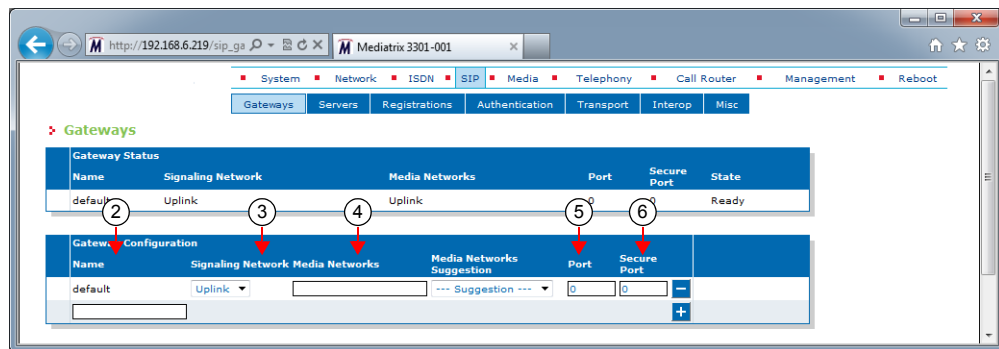 http://192.168.6.219/sip_ga
Mediatrix 3301-001
System Network ISDN SIP Media Telephony Call Router Management Reboot
Gateways Servers Registrations Authentication Transport Interop Misc
Gateways
Gateway Status
Name Signaling Network Media Networks Port Secure Port State
default Uplink Uplink 0 0 Ready
2 3 4 5 6
Gateway Configuration
Name Signaling Network Media Networks Media Networks Suggestion Port Secure Port
default Uplink --- Suggestion --- 0 0